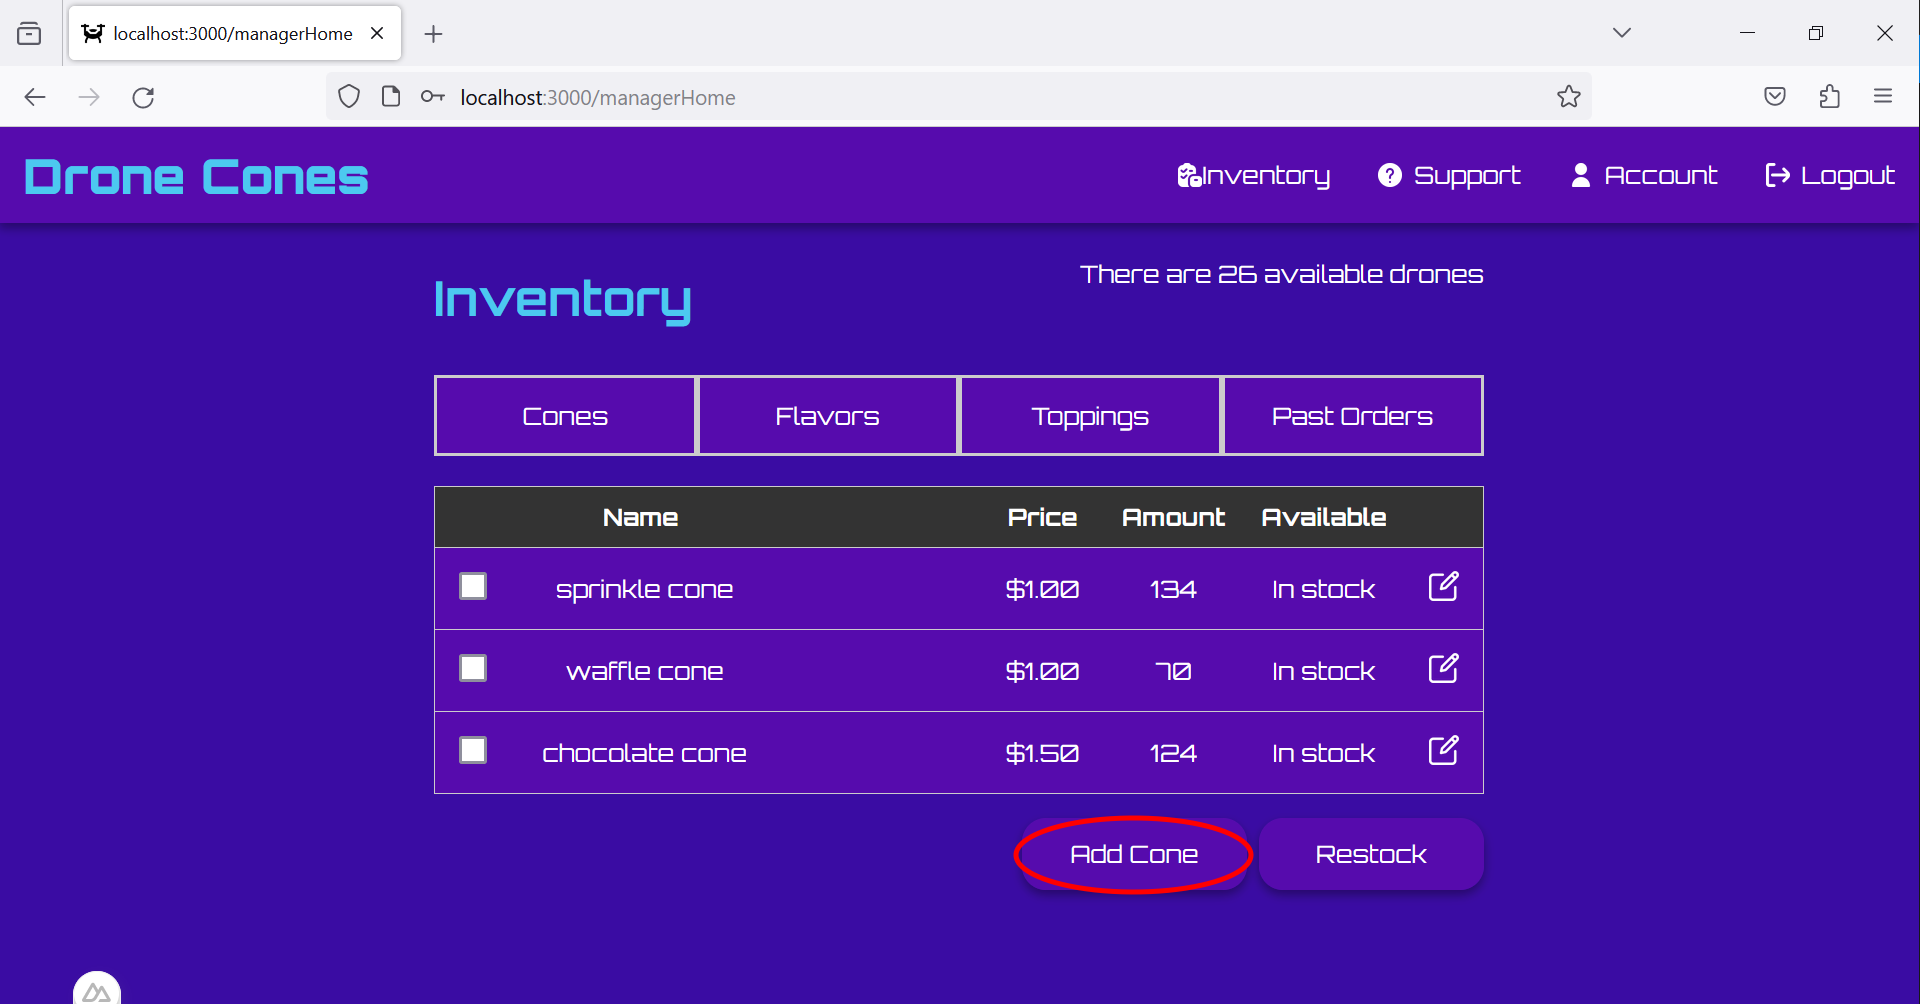 localhost:3000/managerHome
localhost:3000/managerHome
Drone Cones
Inventory Support Account Logout
There are 26 available drones
Inventory
Cones Flavors Toppings Past Orders
Name Price Amount Available
sprinkle cone $1.00 134 In stock
waffle cone $1.00 70 In stock
chocolate cone $1.50 124 In stock
Add Cone Restock